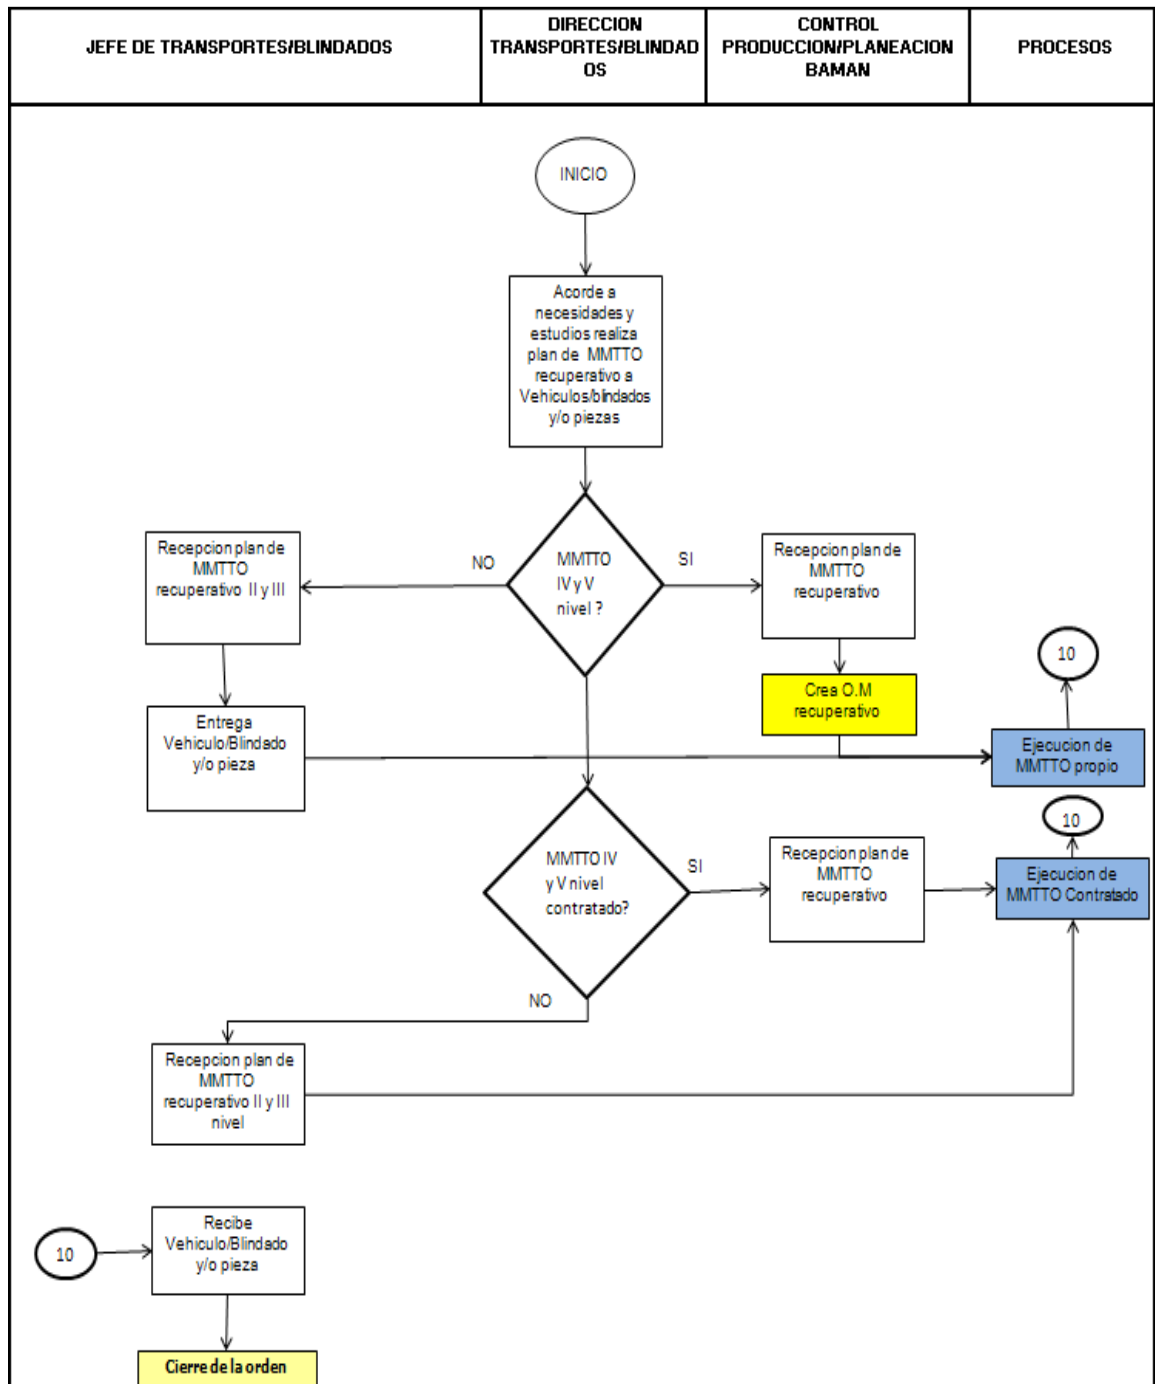 JEFE DE TRANSPORTES/BLINDADOS
DIRECCION
TRANSPORTES/BLINDAD
OS
CONTROL
PRODUCCION/PLANEACION
BAMAN
PROCESOS
INICIO
Acorde a
necesidades y
estudios realiza
plan de MMTTO
recuperativo a
Vehiculos/blindados
y/o piezas
MMTTO
IV y V
nivel ?
NO
SI
Recepcion plan de
MMTTO
recuperativo II y III
Recepcion plan de
MMTTO
recuperativo
10
Crea O.M
recuperativo
Entrega
Vehiculo/Blindado
y/o pieza
Ejecucion de
MMTTO propio
10
MMTTO IV
y V nivel
contratado?
SI
Recepcion plan de
MMTTO
recuperativo
Ejecucion de
MMTTO Contratado
NO
Recepcion plan de
MMTTO
recuperativo II y III
nivel
10
Recibe
Vehiculo/Blindado
y/o pieza
Cierre de la orden